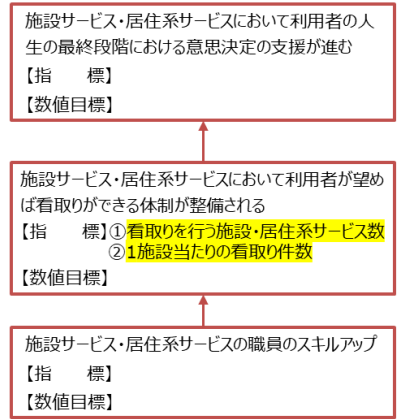 施設サービス・居住系サービスにおいて利用者の人
生の最終段階における意思決定の支援が進む
【指　　標】
【数値目標】
施設サービス・居住系サービスにおいて利用者が望め
ば看取りができる体制が整備される
【指　　標】①看取りを行う施設・居住系サービス数
②1施設当たりの看取り件数
【数値目標】
施設サービス・居住系サービスの職員のスキルアップ
【指　　標】
【数値目標】